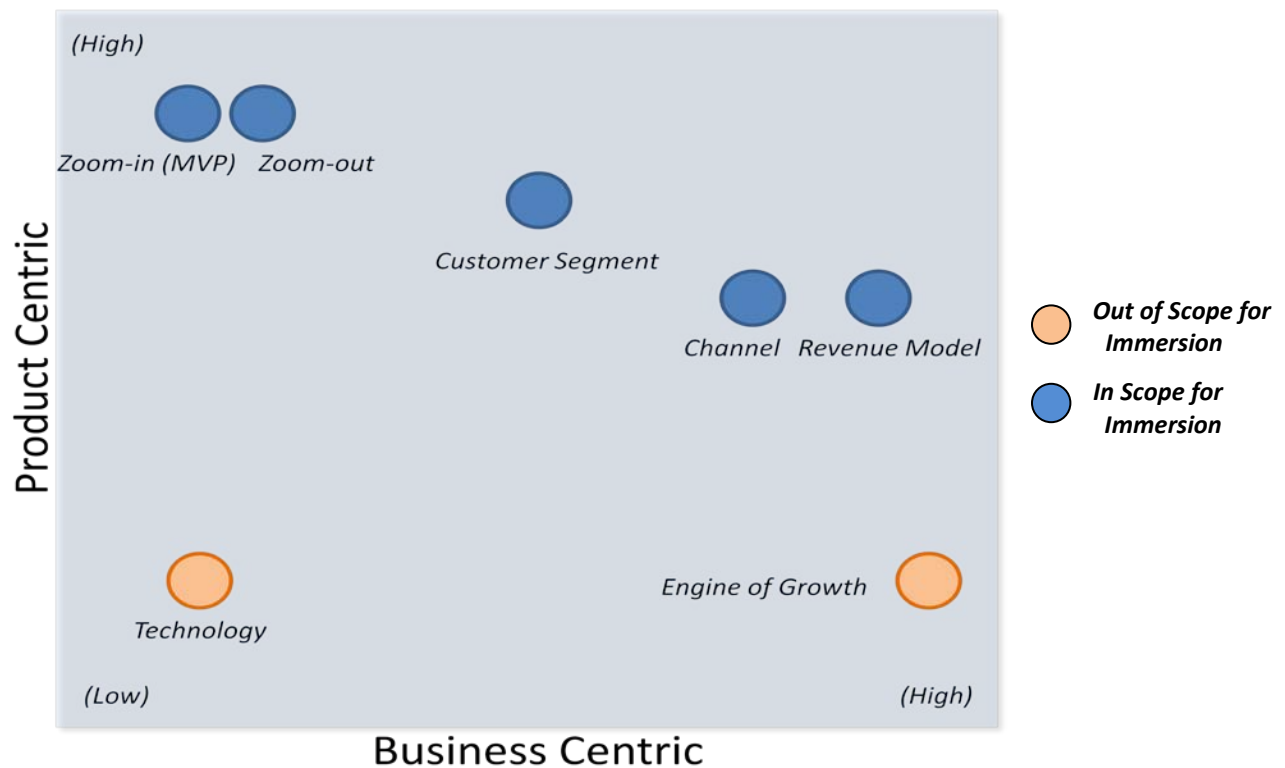 (High)
Zoom-in (MVP) Zoom-out
Customer Segment
Channel Revenue Model
Product Centric
Out of Scope for
Immersion
In Scope for
Immersion
Engine of Growth
Technology
(Low) (High)
Business Centric